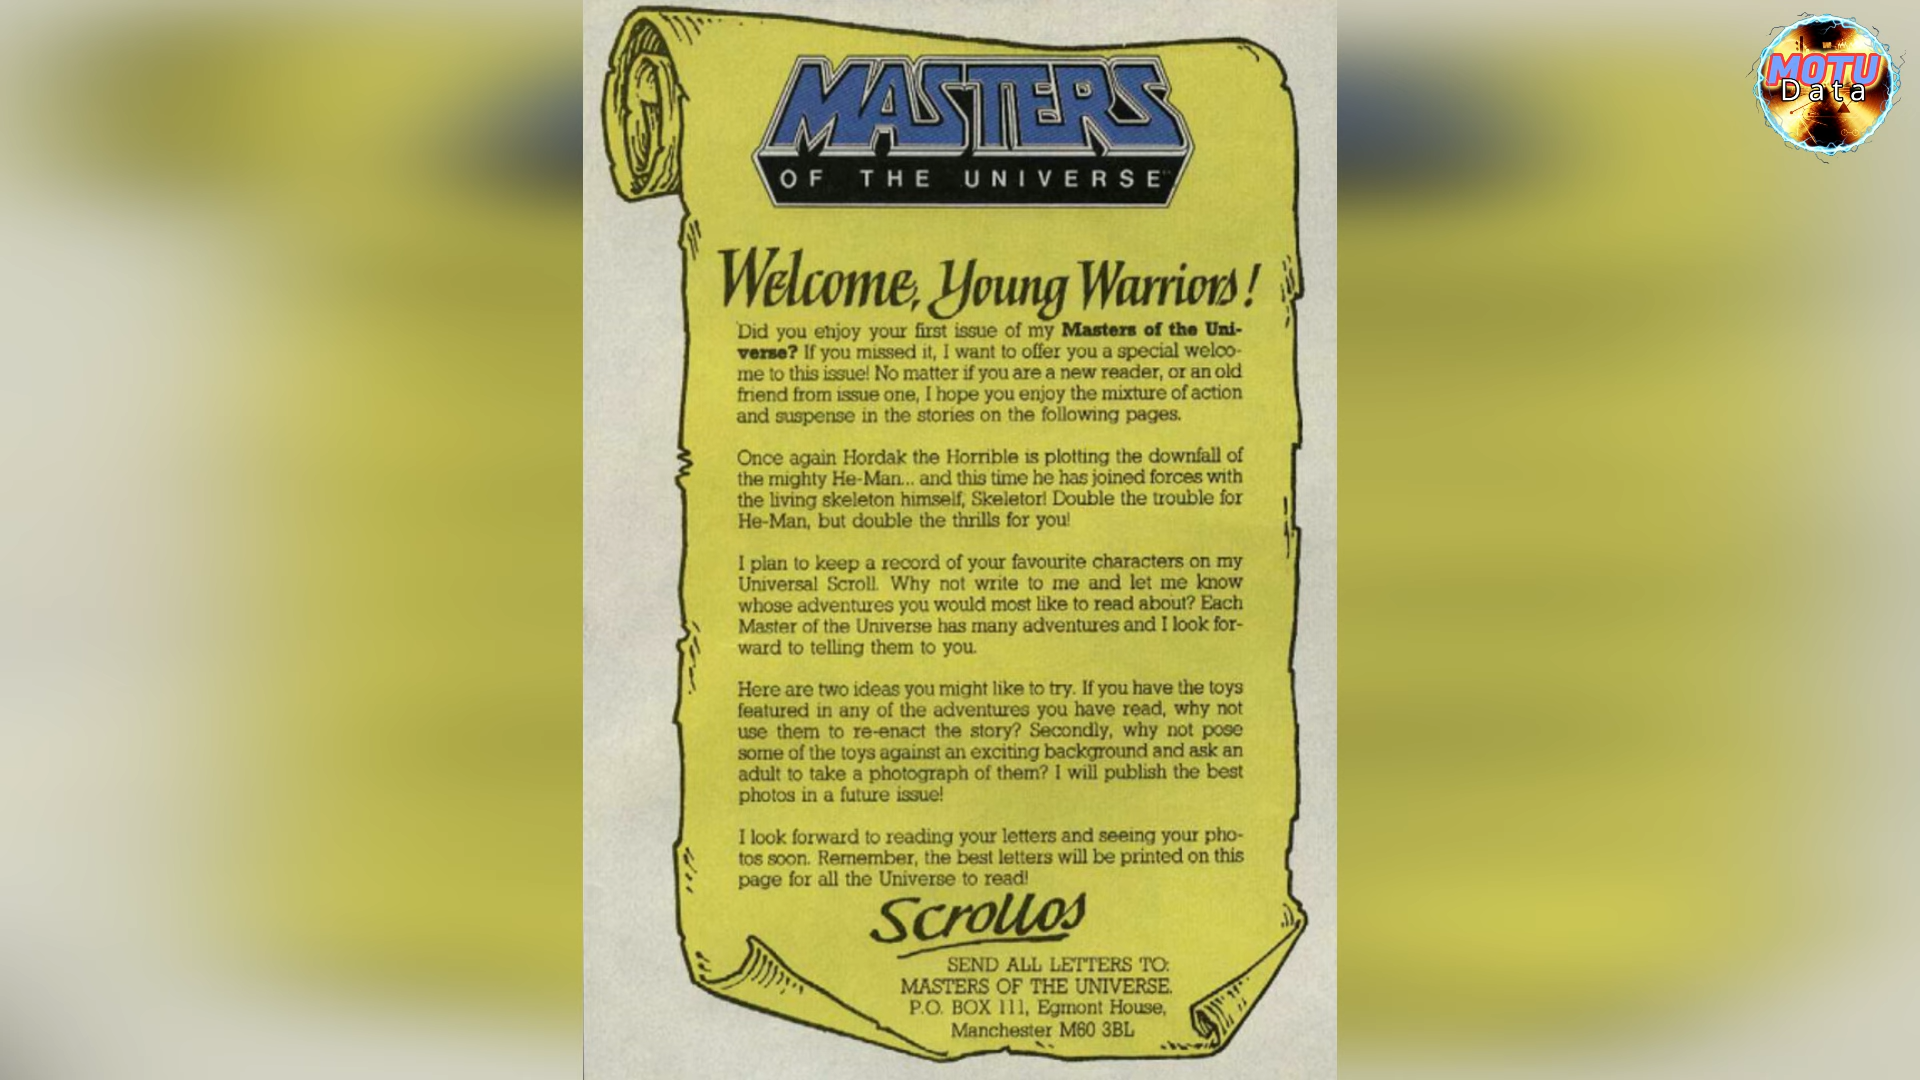 MASTERS
OF THE UNIVERSE™
MOTU
Data
Welcome, Young Warriors!
Did you enjoy your first issue of my Masters of the Uni-
verse? If you missed it, I want to offer you a special welco-
me to this issue! No matter if you are a new reader, or an old
friend from issue one, I hope you enjoy the mixture of action
and suspense in the stories on the following pages.
Once again Hordak the Horrible is plotting the downfall of
the mighty He-Man... and this time he has joined forces with
the living skeleton himself, Skeletor! Double the trouble for
He-Man, but double the thrills for you!
I plan to keep a record of your favourite characters on my
Universal Scroll. Why not write to me and let me know
whose adventures you would most like to read about? Each
Master of the Universe has many adventures and I look for-
ward to telling them to you.
Here are two ideas you might like to try. If you have the toys
featured in any of the adventures you have read, why not
use them to re-enact the story? Secondly, why not pose
some of the toys against an exciting background and ask an
adult to take a photograph of them? I will publish the best
photos in a future issue!
I look forward to reading your letters and seeing your pho-
tos soon. Remember, the best letters will be printed on this
page for all the Universe to read!
Scrollos
SEND ALL LETTERS TO:
MASTERS OF THE UNIVERSE.
P.O. BOX 111, Egmont House,
Manchester M60 3BL